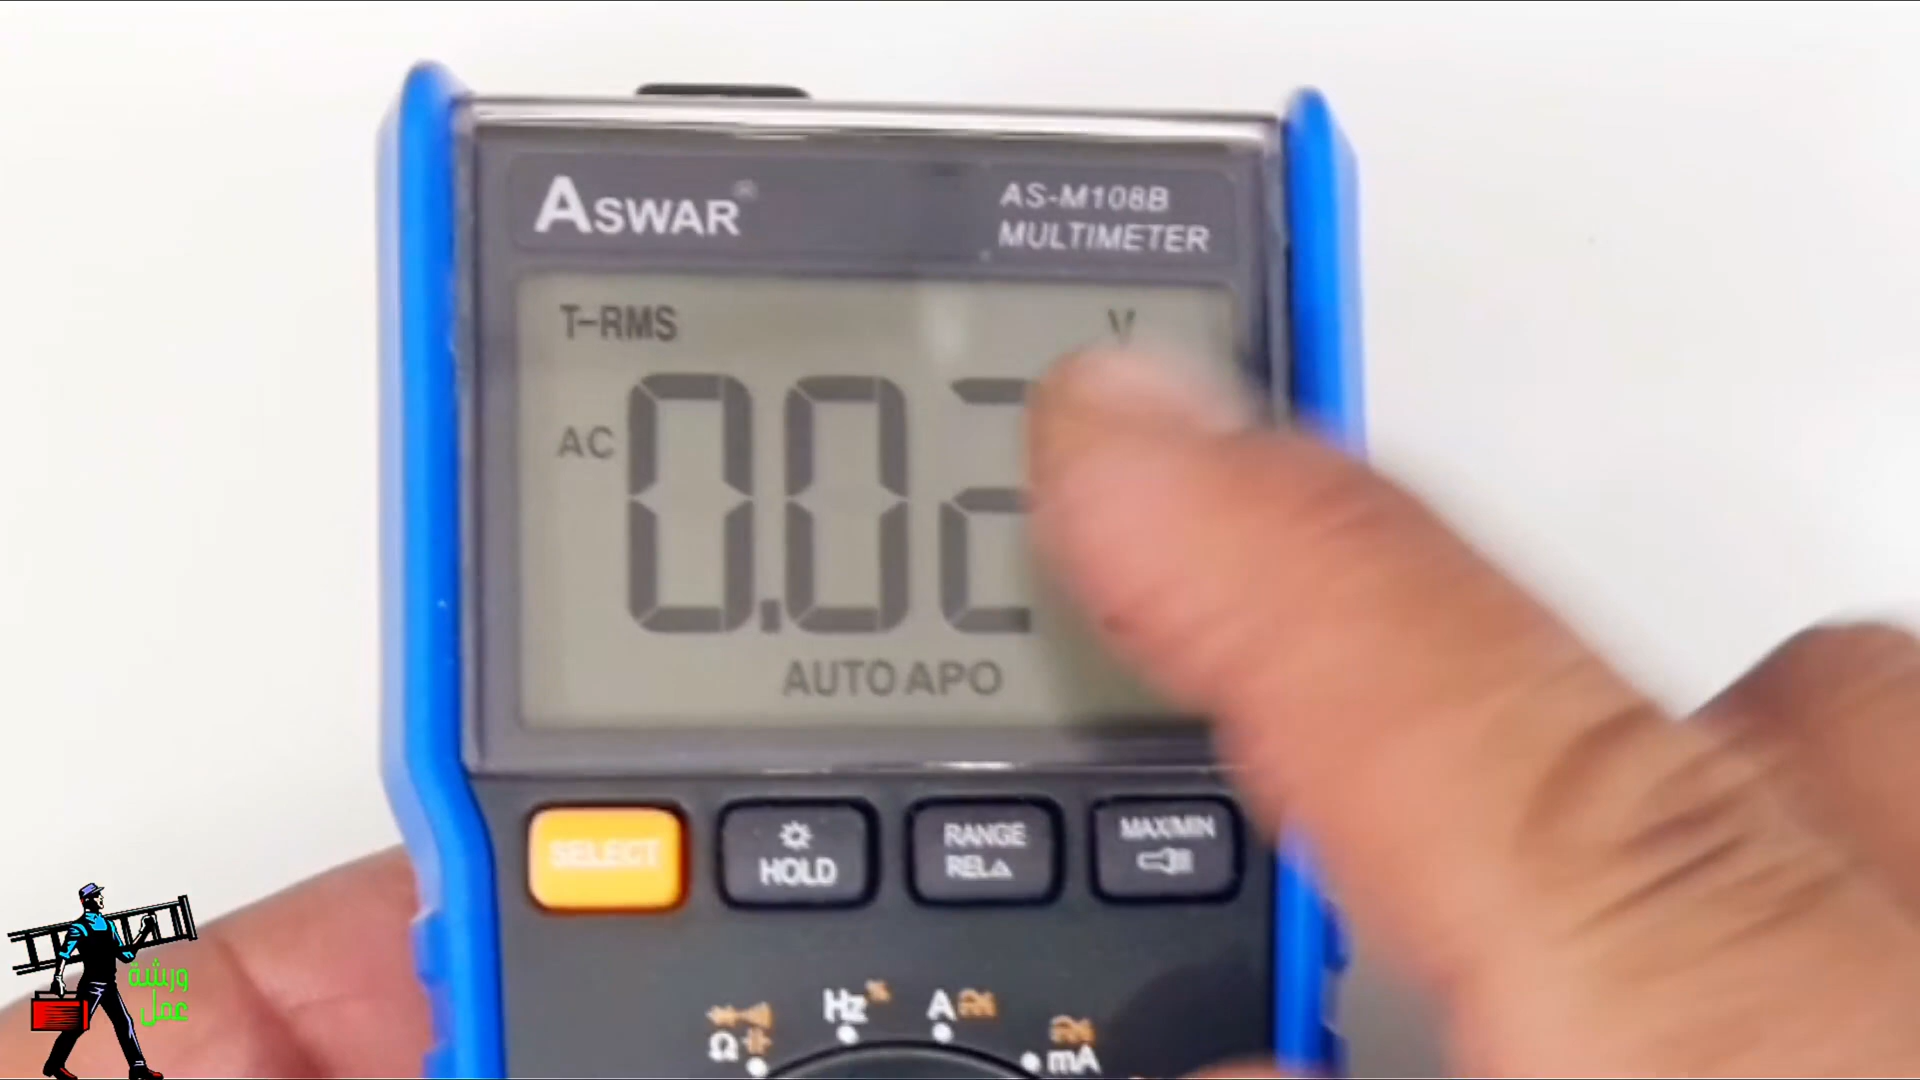 ASWAR®
AS-M108B
MULTIMETER
T-RMS
V
AC
0.02
AUTO APO
SELECT
HOLD
RANGE
REL△
MAX/MIN
Hz %
A
Ω
mA
ورشة
عمل